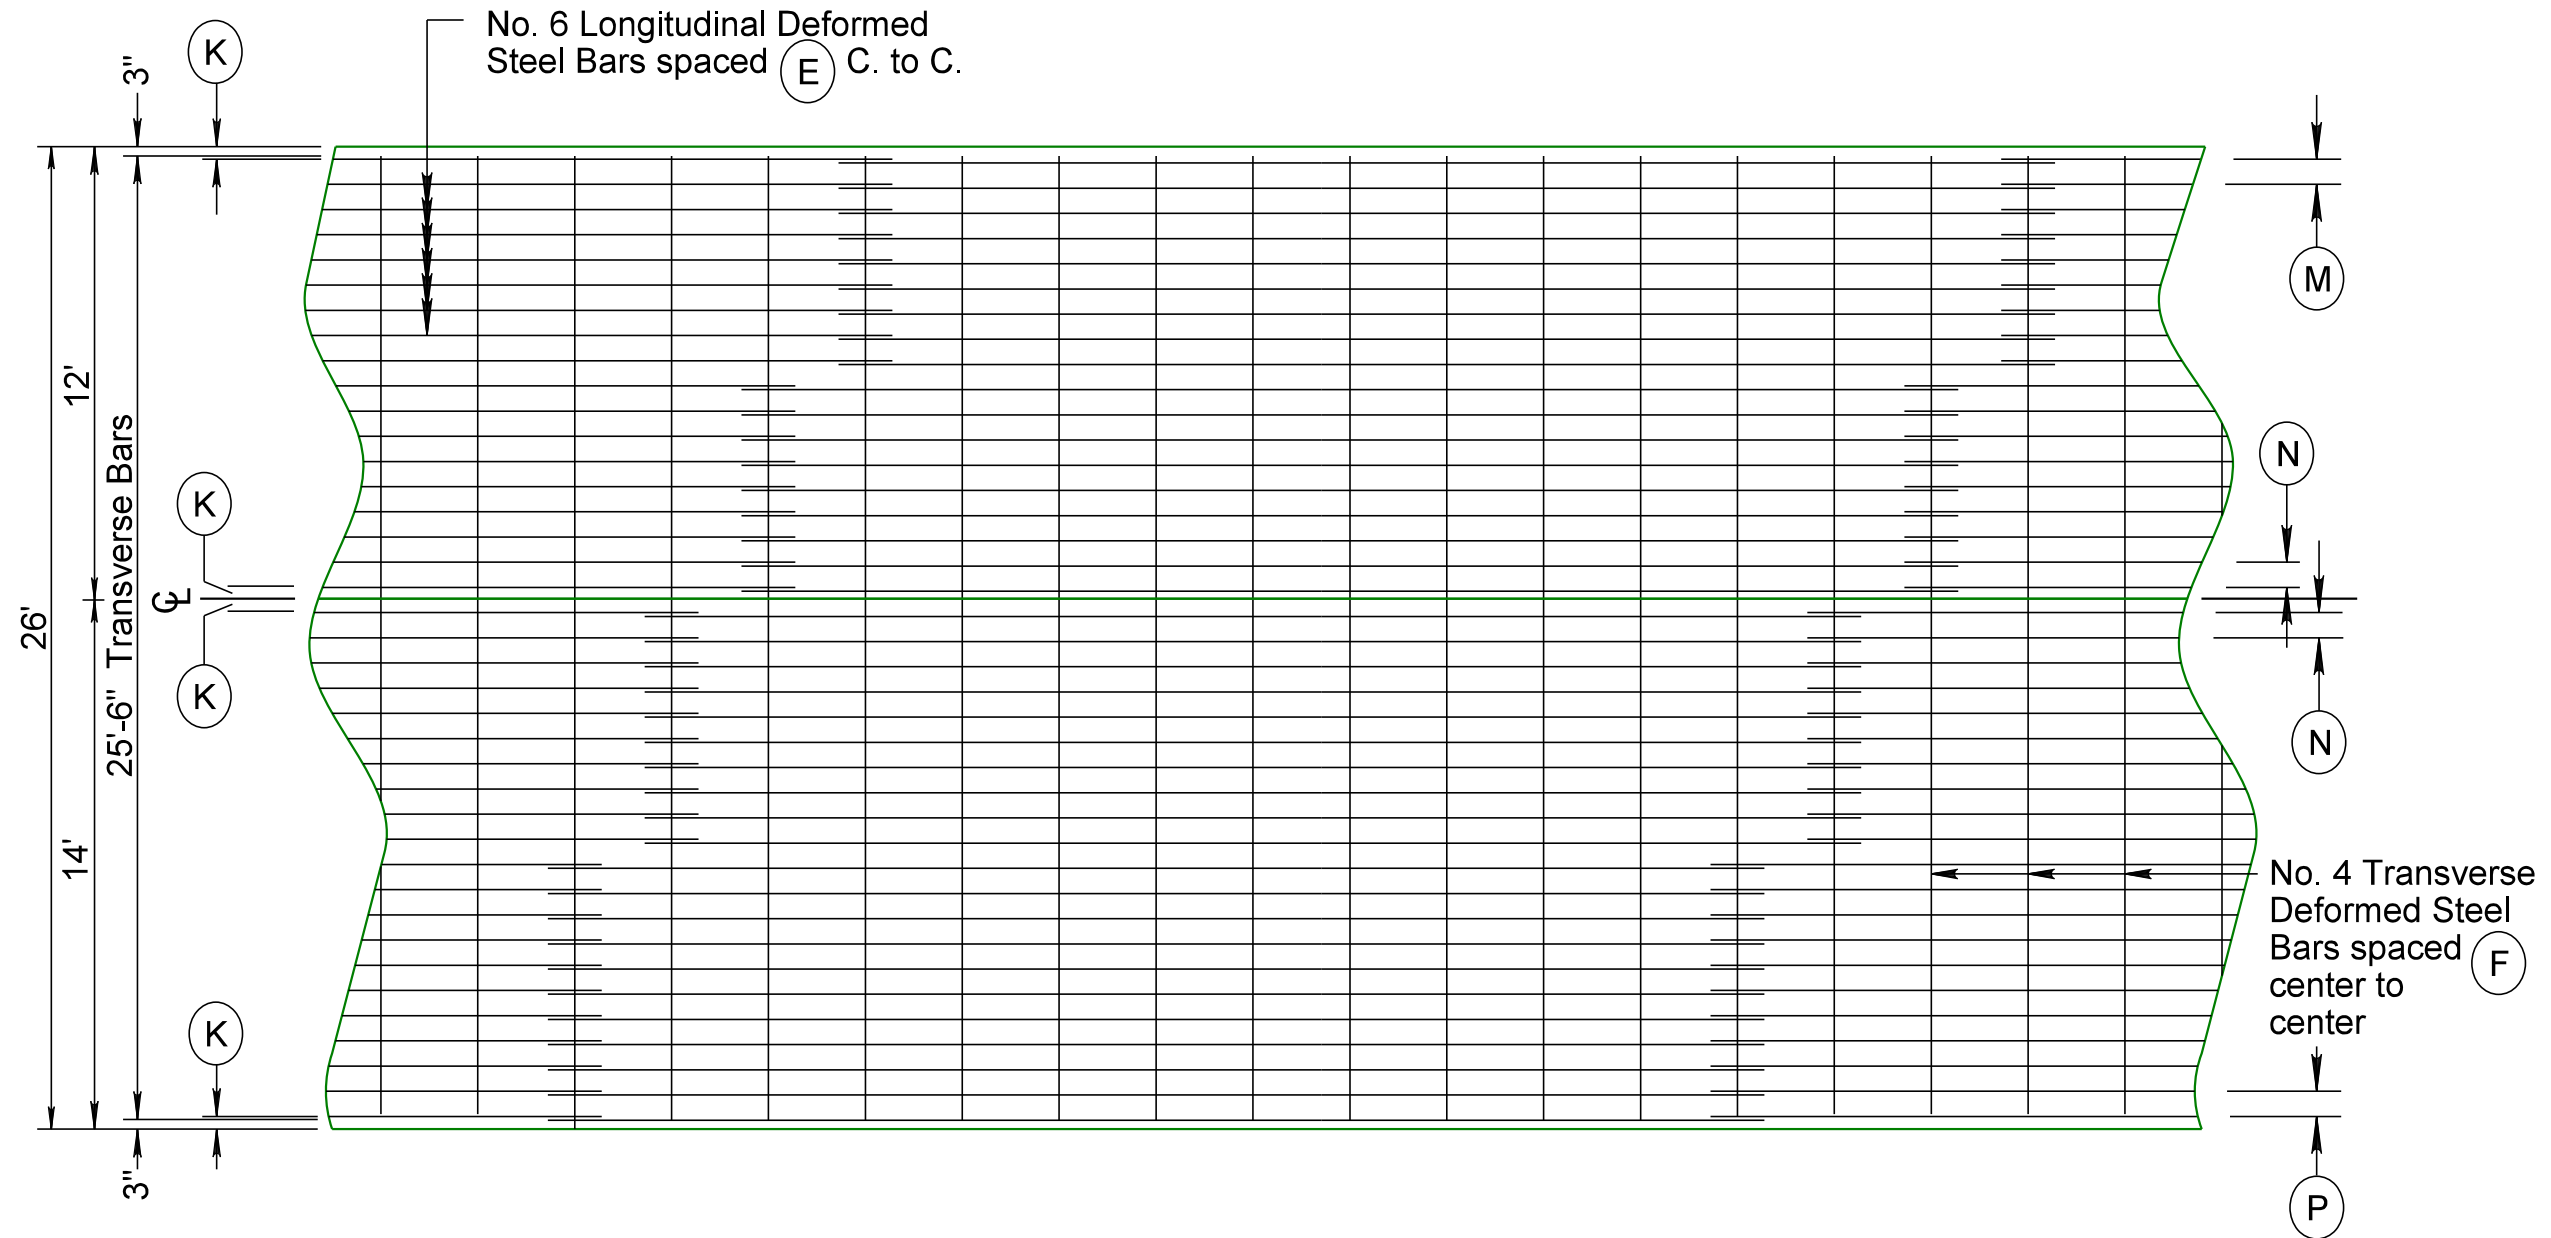 No. 6 Longitudinal Deformed
Steel Bars spaced E C. to C.
K
3"
M
12'
N
K
25'-6" Transverse Bars
℄
26'
K
N
14'
No. 4 Transverse
Deformed Steel
Bars spaced F
center to
center
K
3"
P